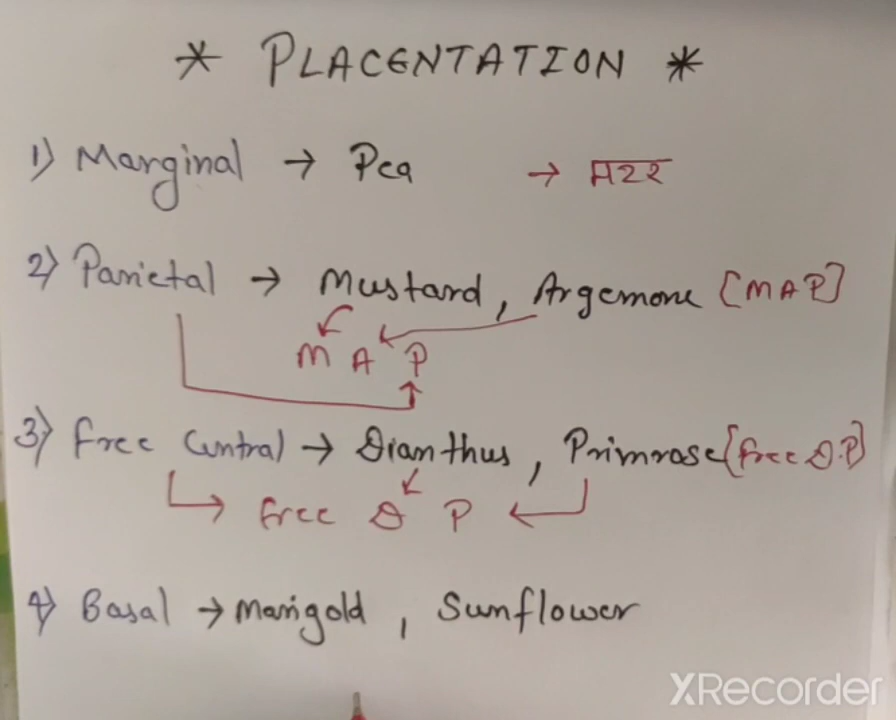 * PLACENTATION *
1) Marginal → Pea → मटर
2) Parietal → Mustard, Argemone [MAP]
M A P
3) Free Central → Dianthus, Primrose [free D.P]
free D P
4) Basal → Marigold, Sunflower
XRecorder